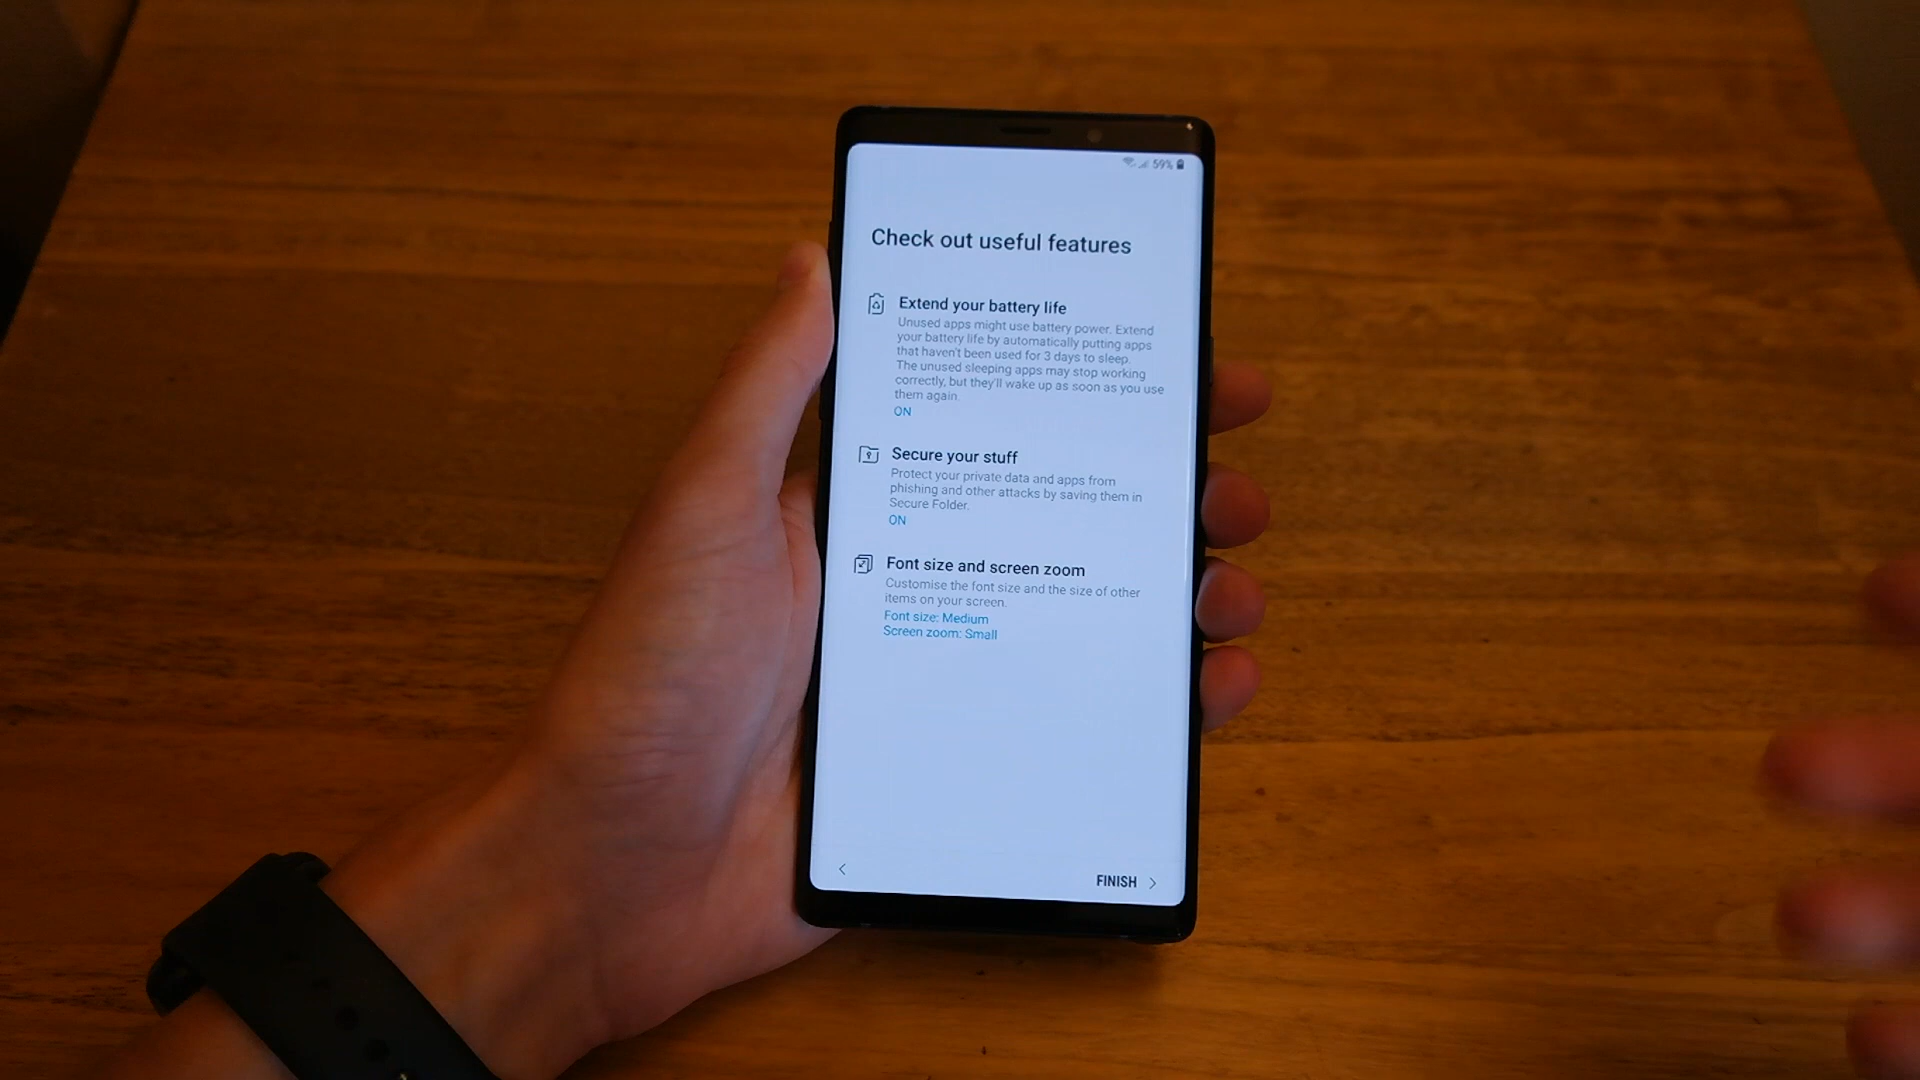 59%
Check out useful features
Extend your battery life
Unused apps might use battery power. Extend
your battery life by automatically putting apps
that haven't been used for 3 days to sleep.
The unused sleeping apps may stop working
correctly, but they'll wake up as soon as you use
them again.
ON
Secure your stuff
Protect your private data and apps from
phishing and other attacks by saving them in
Secure Folder.
ON
Font size and screen zoom
Customise the font size and the size of other
items on your screen.
Font size: Medium
Screen zoom: Small
FINISH